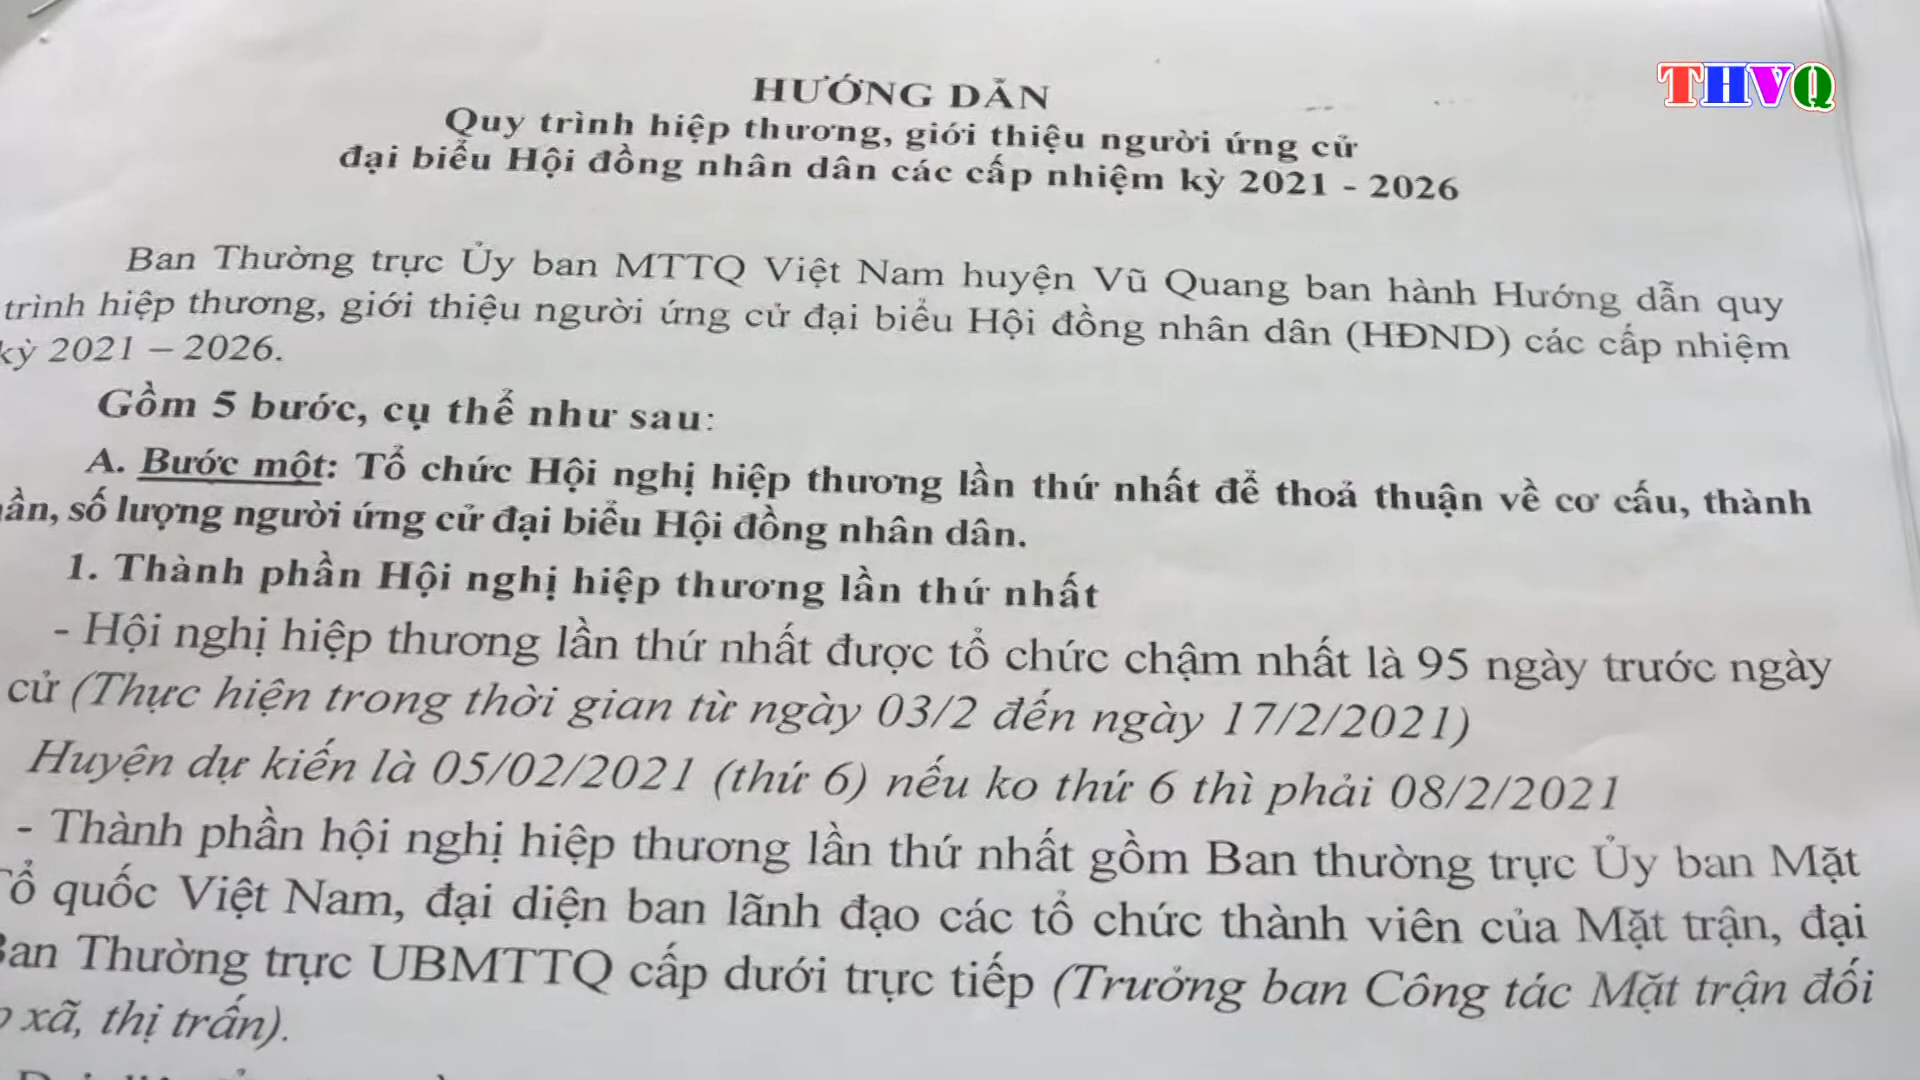 THVQ
HƯỚNG DẪN
Quy trình hiệp thương, giới thiệu người ứng cử
đại biểu Hội đồng nhân dân các cấp nhiệm kỳ 2021 - 2026
Ban Thường trực Ủy ban MTTQ Việt Nam huyện Vũ Quang ban hành Hướng dẫn quy
trình hiệp thương, giới thiệu người ứng cử đại biểu Hội đồng nhân dân (HĐND) các cấp nhiệm
kỳ 2021 – 2026.
Gồm 5 bước, cụ thể như sau:
A. Bước một: Tổ chức Hội nghị hiệp thương lần thứ nhất để thoả thuận về cơ cấu, thành
số lượng người ứng cử đại biểu Hội đồng nhân dân.
1. Thành phần Hội nghị hiệp thương lần thứ nhất
- Hội nghị hiệp thương lần thứ nhất được tổ chức chậm nhất là 95 ngày trước ngày
cử (Thực hiện trong thời gian từ ngày 03/2 đến ngày 17/2/2021)
Huyện dự kiến là 05/02/2021 (thứ 6) nếu ko thứ 6 thì phải 08/2/2021
- Thành phần hội nghị hiệp thương lần thứ nhất gồm Ban thường trực Ủy ban Mặt
Tổ quốc Việt Nam, đại diện ban lãnh đạo các tổ chức thành viên của Mặt trận, đại
Ban Thường trực UBMTTQ cấp dưới trực tiếp (Trưởng ban Công tác Mặt trận đối
xã, thị trấn).